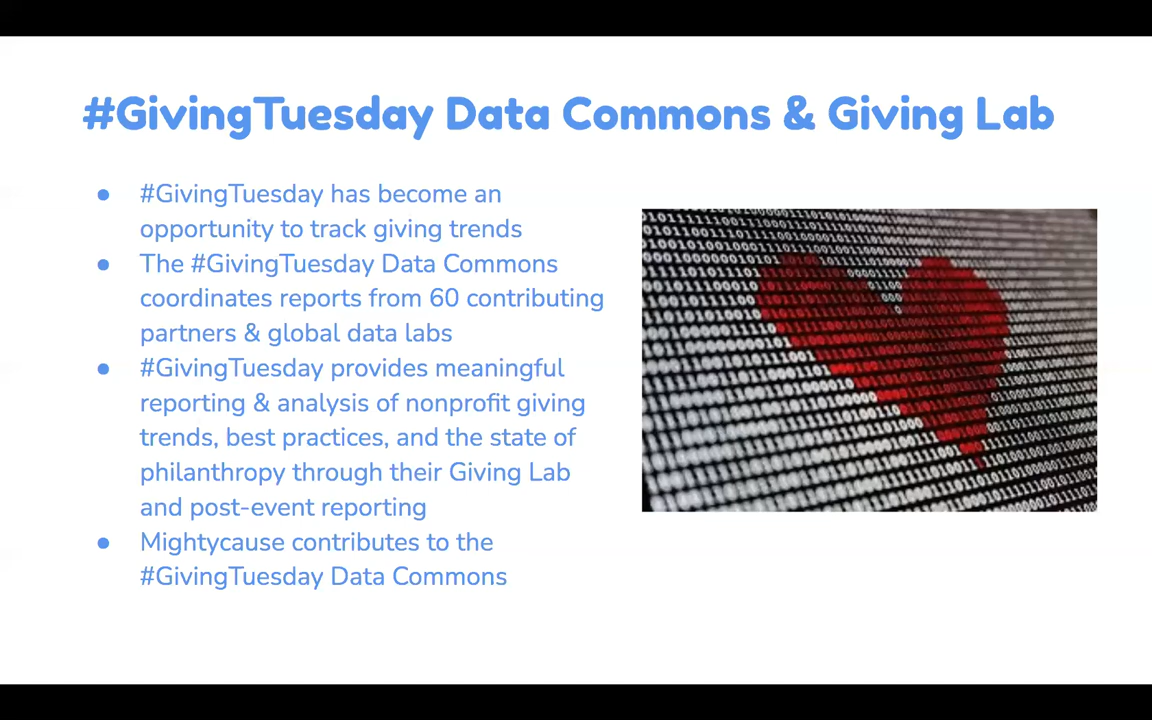 #GivingTuesday Data Commons & Giving Lab
● #GivingTuesday has become an
opportunity to track giving trends
● The #GivingTuesday Data Commons
coordinates reports from 60 contributing
partners & global data labs
● #GivingTuesday provides meaningful
reporting & analysis of nonprofit giving
trends, best practices, and the state of
philanthropy through their Giving Lab
and post-event reporting
● Mightycause contributes to the
#GivingTuesday Data Commons